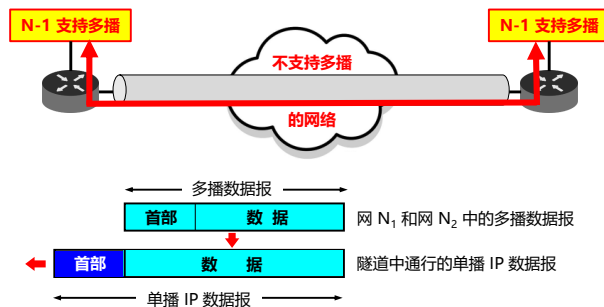 N-1 支持多播
N-1 支持多播
不支持多播
的网络
多播数据报
首部 数 据 网 N₁ 和网 N₂ 中的多播数据报
首部 数 据 隧道中通行的单播 IP 数据报
单播 IP 数据报